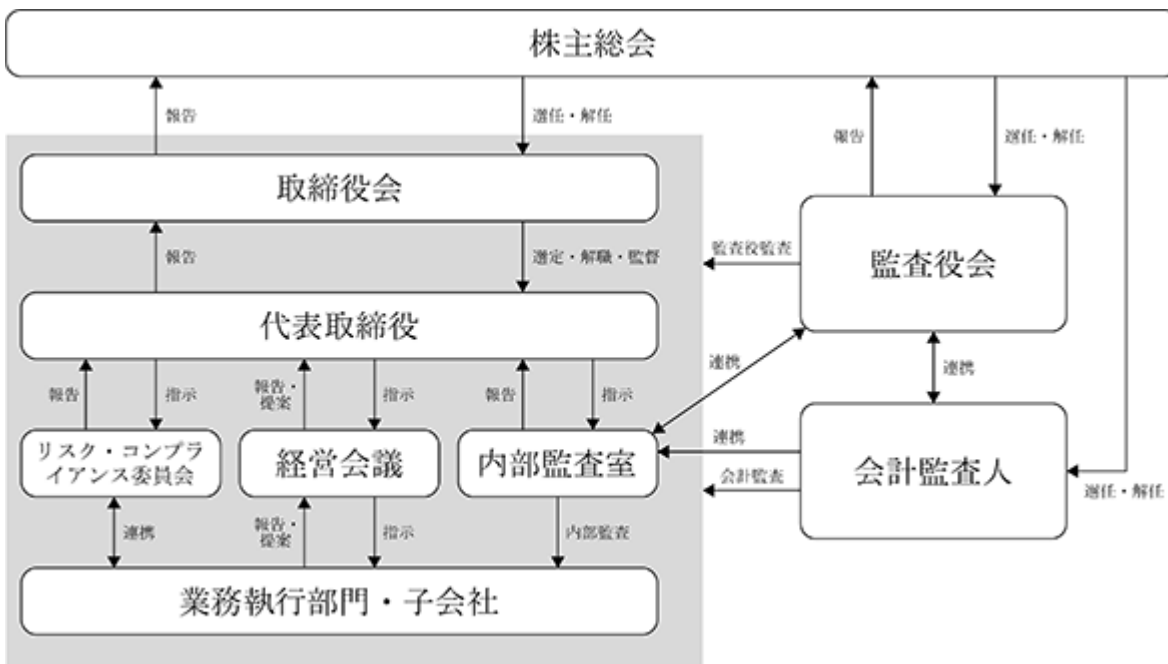 株主総会
報告
選任・解任
報告
選任・解任
取締役会
監査役会
報告
選定・解職・監督
監査役監査
代表取締役
連携
連携
報告
指示
報告・
提案
指示
報告
指示
リスク・コンプラ
イアンス委員会
経営会議
内部監査室
連携
会計監査
会計監査人
選任・解任
連携
報告・
提案
指示
内部監査
業務執行部門・子会社